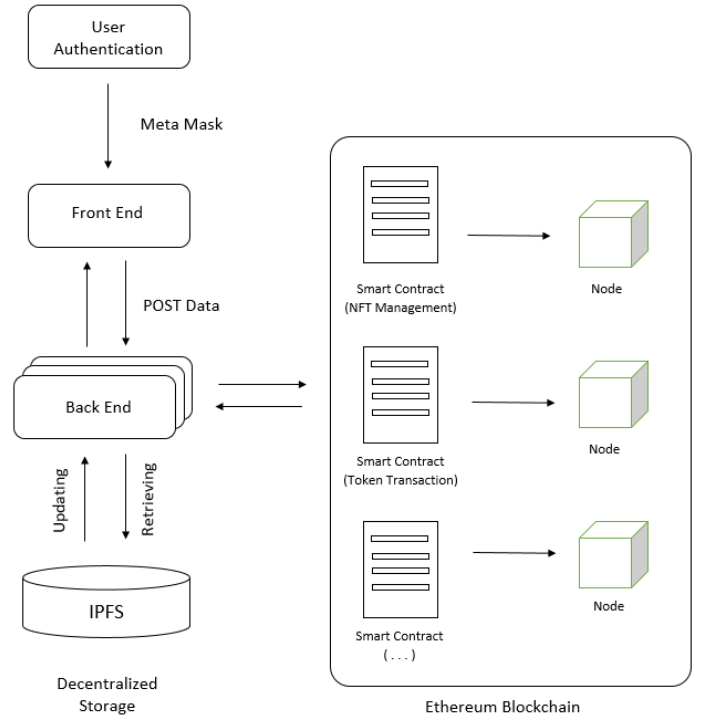 User
Authentication
Meta Mask
Front End
POST Data
Back End
Updating
Retrieving
IPFS
Decentralized
Storage
Smart Contract
(NFT Management)
Node
Smart Contract
(Token Transaction)
Node
Smart Contract
( . . . )
Node
Ethereum Blockchain